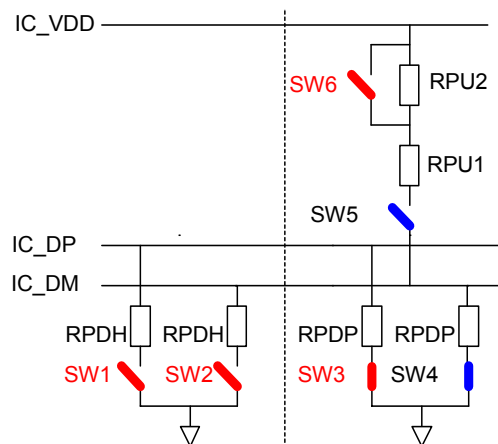 IC_VDD
SW6
RPU2
RPU1
SW5
IC_DP
IC_DM
RPDH RPDH RPDP RPDP
SW1 SW2 SW3 SW4